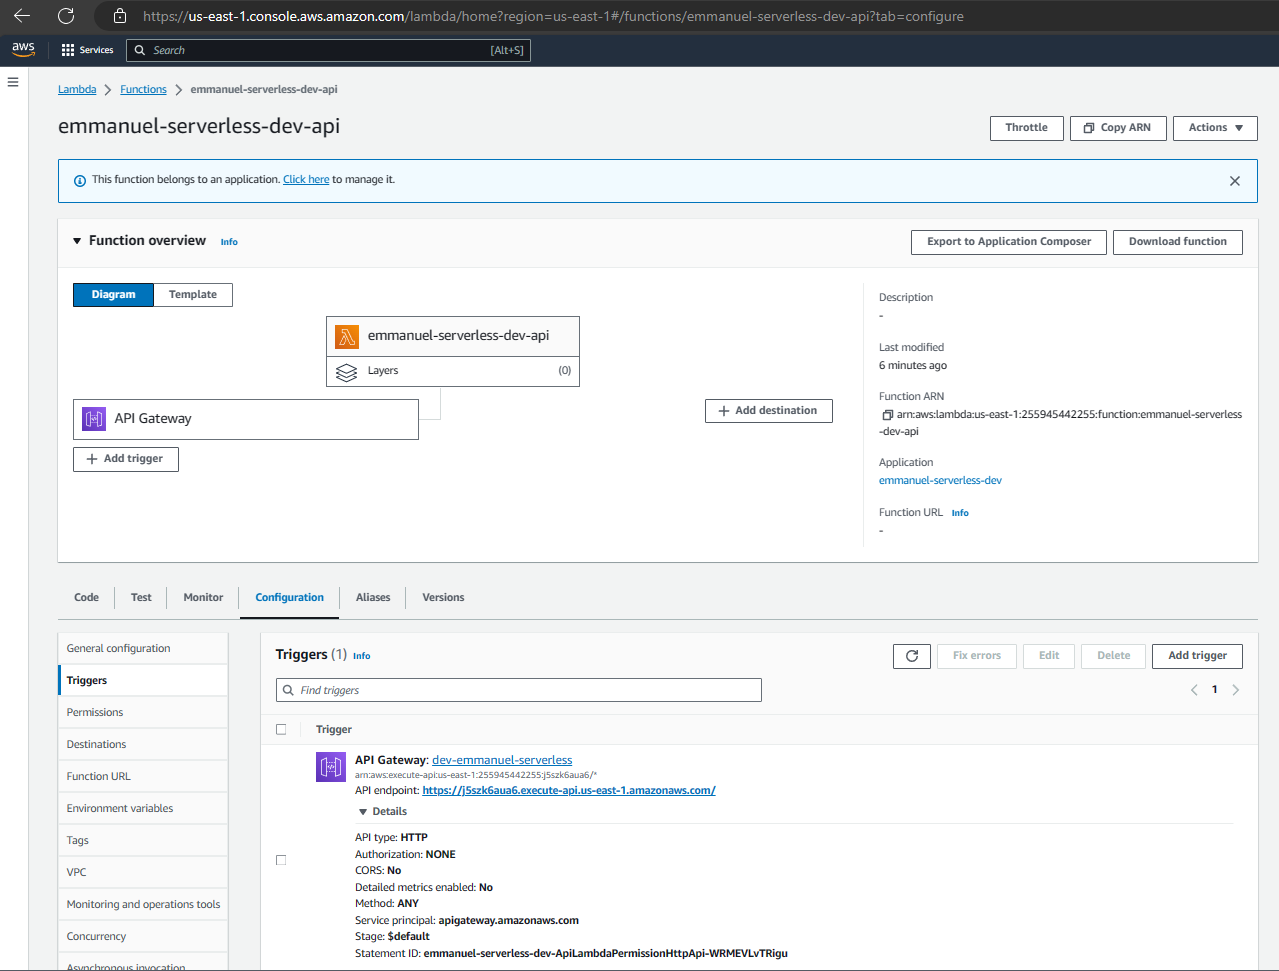 https://us-east-1.console.aws.amazon.com/lambda/home?region=us-east-1#/functions/emmanuel-serverless-dev-api?tab=configure
aws Services Search [Alt+S]
Lambda Functions emmanuel-serverless-dev-api
emmanuel-serverless-dev-api
Throttle Copy ARN Actions
This function belongs to an application. Click here to manage it.
Function overview Info
Export to Application Composer Download function
Diagram Template
emmanuel-serverless-dev-api
Layers (0)
API Gateway
Add trigger
Add destination
Description
-
Last modified
6 minutes ago
Function ARN
arn:aws:lambda:us-east-1:255945442255:function:emmanuel-serverless
-dev-api
Application
emmanuel-serverless-dev
Function URL Info
-
Code Test Monitor Configuration Aliases Versions
General configuration
Triggers
Permissions
Destinations
Function URL
Environment variables
Tags
VPC
Monitoring and operations tools
Concurrency
Asynchronous invocation
Triggers (1) Info
Fix errors Edit Delete Add trigger
Find triggers
1
Trigger
API Gateway: dev-emmanuel-serverless
arn:aws:execute-api:us-east-1:255945442255:j5szk6aua6/*
API endpoint: https://j5szk6aua6.execute-api.us-east-1.amazonaws.com/
Details
API type: HTTP
Authorization: NONE
CORS: No
Detailed metrics enabled: No
Method: ANY
Service principal: apigateway.amazonaws.com
Stage: $default
Statement ID: emmanuel-serverless-dev-ApiLambdaPermissionHttpApi-WRMEVLvTRigu